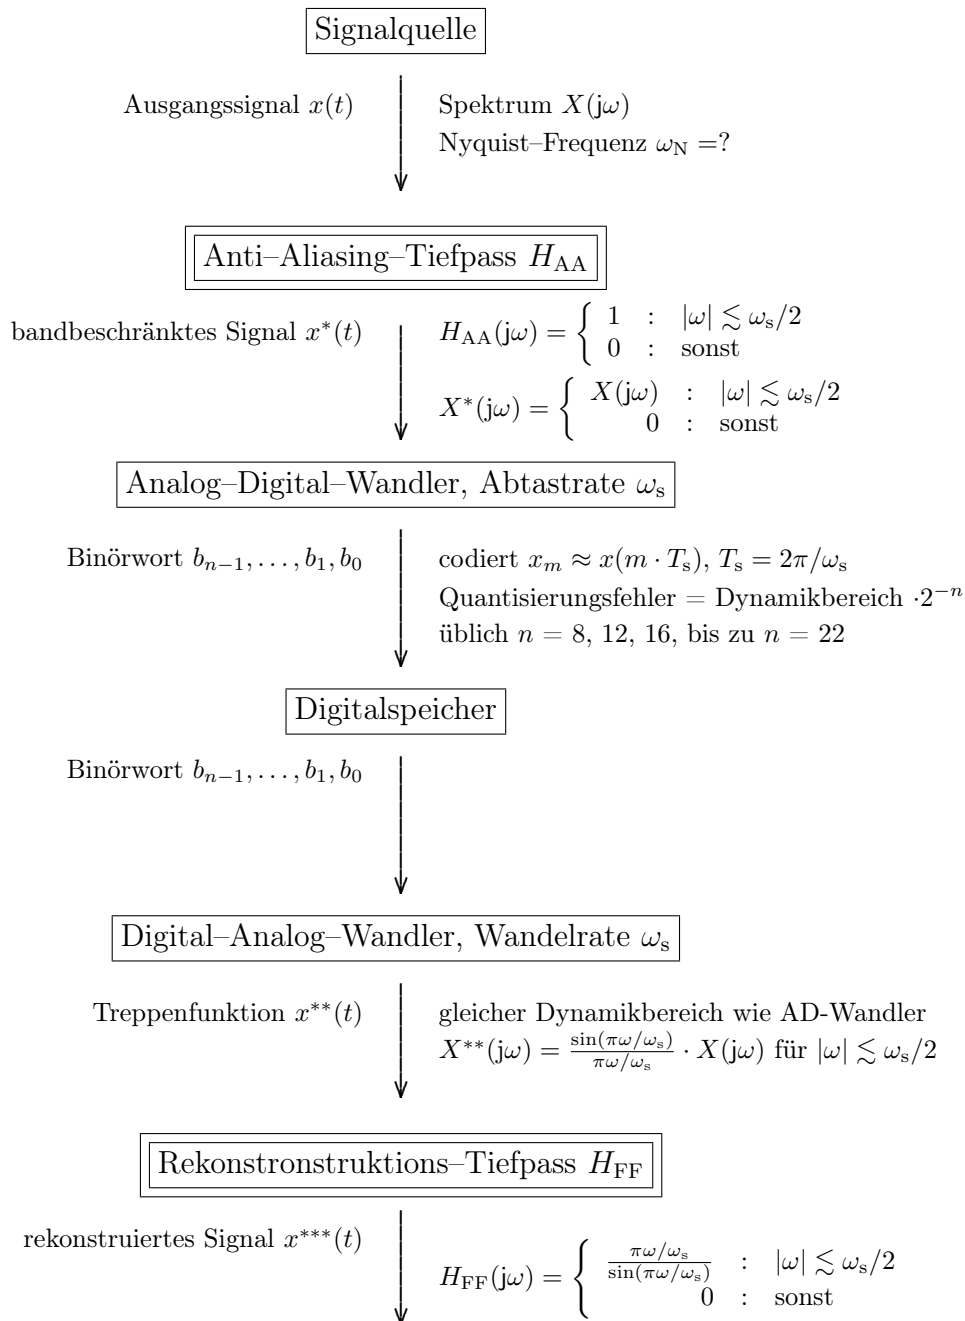 Signalquelle
Ausgangssignal x(t)
Spektrum X(jω)
Nyquist–Frequenz ω_N =?
Anti–Aliasing–Tiefpass H_AA
bandbeschränktes Signal x*(t)
H_AA(jω) = { 1 : |ω| ≲ ω_s/2
0 : sonst
X*(jω) = { X(jω) : |ω| ≲ ω_s/2
0 : sonst
Analog–Digital–Wandler, Abtastrate ω_s
Binörwort b_{n−1}, . . . , b_1, b_0
codiert x_m ≈ x(m · T_s), T_s = 2π/ω_s
Quantisierungsfehler = Dynamikbereich ·2^{−n}
üblich n = 8, 12, 16, bis zu n = 22
Digitalspeicher
Binörwort b_{n−1}, . . . , b_1, b_0
Digital–Analog–Wandler, Wandelrate ω_s
Treppenfunktion x**(t)
gleicher Dynamikbereich wie AD-Wandler
X**(jω) = sin(πω/ω_s)/(πω/ω_s) · X(jω) für |ω| ≲ ω_s/2
Rekonstronstruktions–Tiefpass H_FF
rekonstruiertes Signal x***(t)
H_FF(jω) = { (πω/ω_s)/sin(πω/ω_s) : |ω| ≲ ω_s/2
0 : sonst